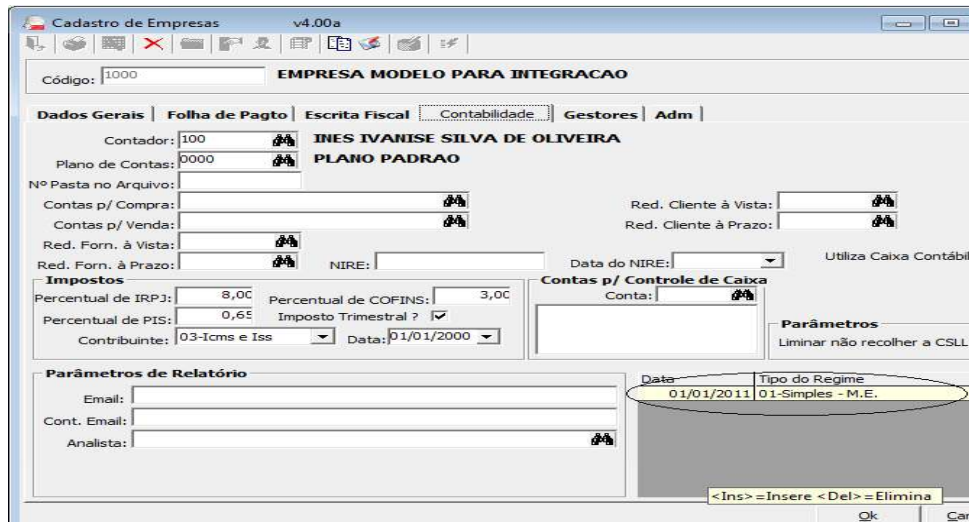 Cadastro de Empresas v4.00a
Código: 1000 EMPRESA MODELO PARA INTEGRACAO
Dados Gerais Folha de Pagto Escrita Fiscal Contabilidade Gestores Adm
Contador: 100 INES IVANISE SILVA DE OLIVEIRA
Plano de Contas: 0000 PLANO PADRAO
Nº Pasta no Arquivo:
Contas p/ Compra: Red. Cliente à Vista:
Contas p/ Venda: Red. Cliente à Prazo:
Red. Forn. à Vista:
Red. Forn. à Prazo: NIRE: Data do NIRE: Utiliza Caixa Contábil
Impostos Contas p/ Controle de Caixa
Percentual de IRPJ: 8,00 Percentual de COFINS: 3,00 Conta:
Percentual de PIS: 0,65 Imposto Trimestral ? Parâmetros
Contribuinte: 03-Icms e Iss Data: 01/01/2000 Liminar não recolher a CSLL
Parâmetros de Relatório Data Tipo do Regime
Email: 01/01/2011 01-Simples - M.E.
Cont. Email:
Analista:
<Ins>=Insere <Del>=Elimina
Ok Can